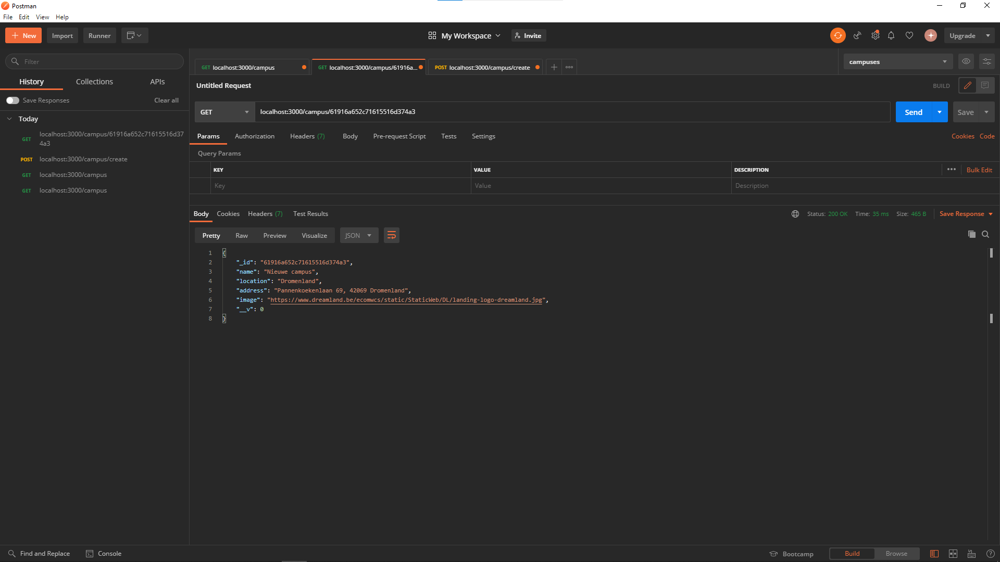 Postman
File Edit View Help
New Import Runner My Workspace Invite Upgrade
Filter
GET localhost:3000/campus GET localhost:3000/campus/61916a... POST localhost:3000/campus/create campuses
History Collections APIs
Untitled Request BUILD
Save Responses Clear all
GET localhost:3000/campus/61916a652c71615516d374a3 Send Save
Today
GET localhost:3000/campus/61916a652c71615516d37
4a3
POST localhost:3000/campus/create
GET localhost:3000/campus
GET localhost:3000/campus
Params Authorization Headers (7) Body Pre-request Script Tests Settings Cookies Code
Query Params
KEY VALUE DESCRIPTION Bulk Edit
Key Value Description
Body Cookies Headers (7) Test Results Status: 200 OK Time: 35 ms Size: 465 B Save Response
Pretty Raw Preview Visualize JSON
1 {
2 "_id": "61916a652c71615516d374a3",
3 "name": "Nieuwe campus",
4 "location": "Dromenland",
5 "address": "Pannenkoekenlaan 69, 42069 Dromenland",
6 "image": "https://www.dreamland.be/ecomwcs/static/StaticWeb/DL/landing-logo-dreamland.jpg",
7 "__v": 0
8 }
Find and Replace Console Bootcamp Build Browse